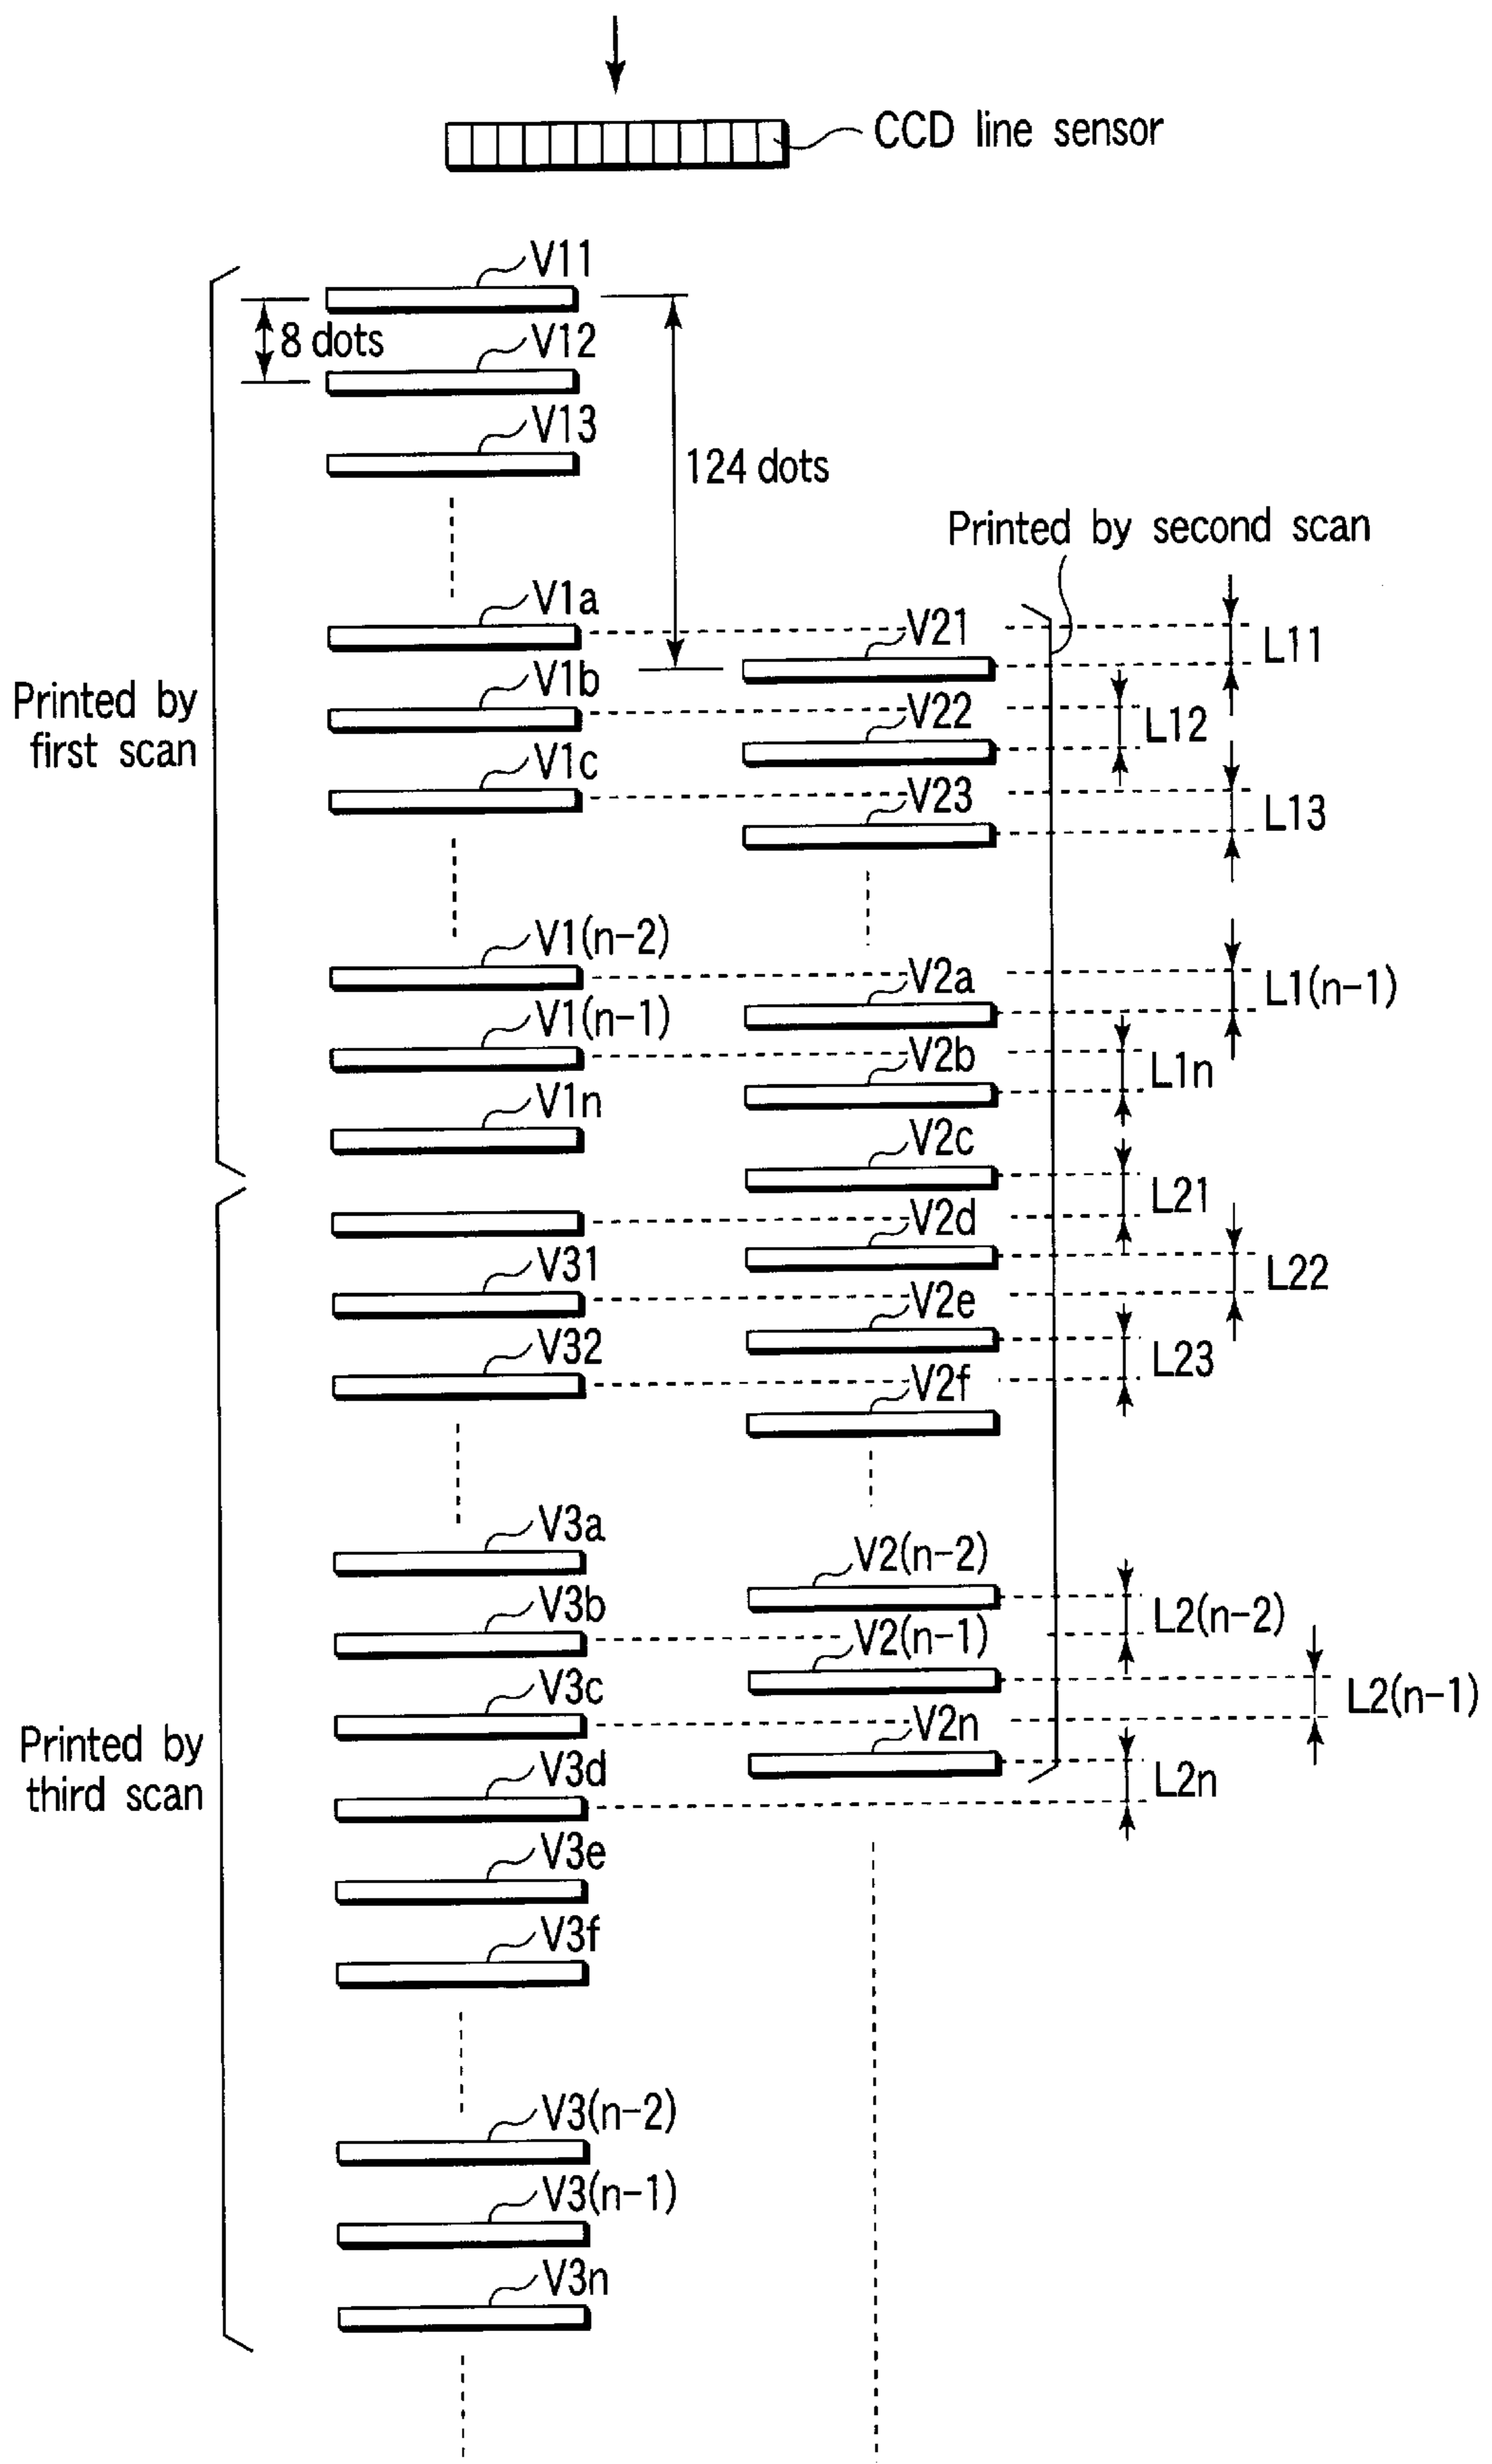 CCD line sensor
V11
8 dots
V12
V13
124 dots
Printed by second scan
V1a
V21
L11
Printed by
first scan
V1b
V22
L12
V1c
V23
L13
V1(n-2)
V2a
L1(n-1)
V1(n-1)
V2b
L1n
V1n
V2c
L21
V2d
V31
L22
V2e
V32
L23
V2f
V3a
V2(n-2)
V3b
L2(n-2)
V2(n-1)
V3c
L2(n-1)
Printed by
third scan
V2n
V3d
L2n
V3e
V3f
V3(n-2)
V3(n-1)
V3n